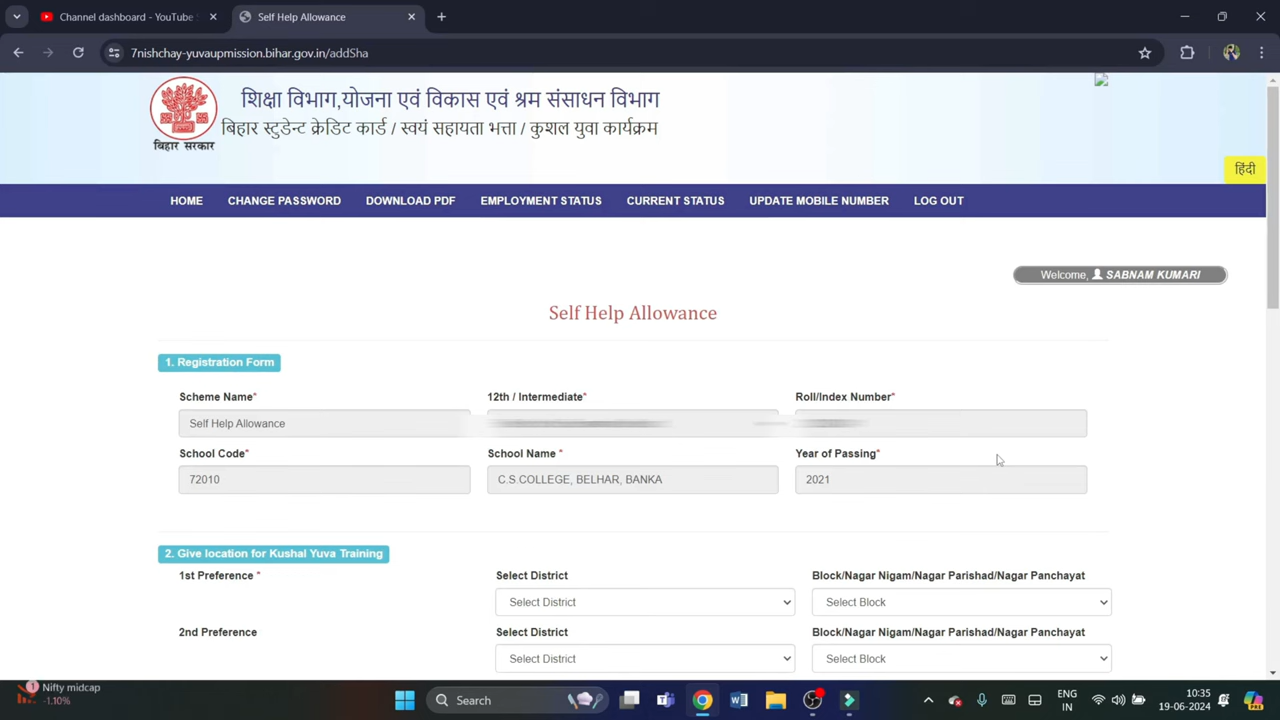 Channel dashboard - YouTube S
Self Help Allowance
7nishchay-yuvaupmission.bihar.gov.in/addSha
शिक्षा विभाग,योजना एवं विकास एवं श्रम संसाधन विभाग
बिहार स्टुडेन्ट क्रेडिट कार्ड / स्वयं सहायता भत्ता / कुशल युवा कार्यक्रम
बिहार सरकार
हिंदी
HOME CHANGE PASSWORD DOWNLOAD PDF EMPLOYMENT STATUS CURRENT STATUS UPDATE MOBILE NUMBER LOG OUT
Welcome, SABNAM KUMARI
Self Help Allowance
1. Registration Form
Scheme Name* 12th / Intermediate* Roll/Index Number*
Self Help Allowance
School Code* School Name * Year of Passing*
72010 C.S.COLLEGE, BELHAR, BANKA 2021
2. Give location for Kushal Yuva Training
1st Preference * Select District Block/Nagar Nigam/Nagar Parishad/Nagar Panchayat
Select District Select Block
2nd Preference Select District Block/Nagar Nigam/Nagar Parishad/Nagar Panchayat
Select District Select Block
1 Nifty midcap
-1.10%
Search
ENG
IN
10:35
19-06-2024